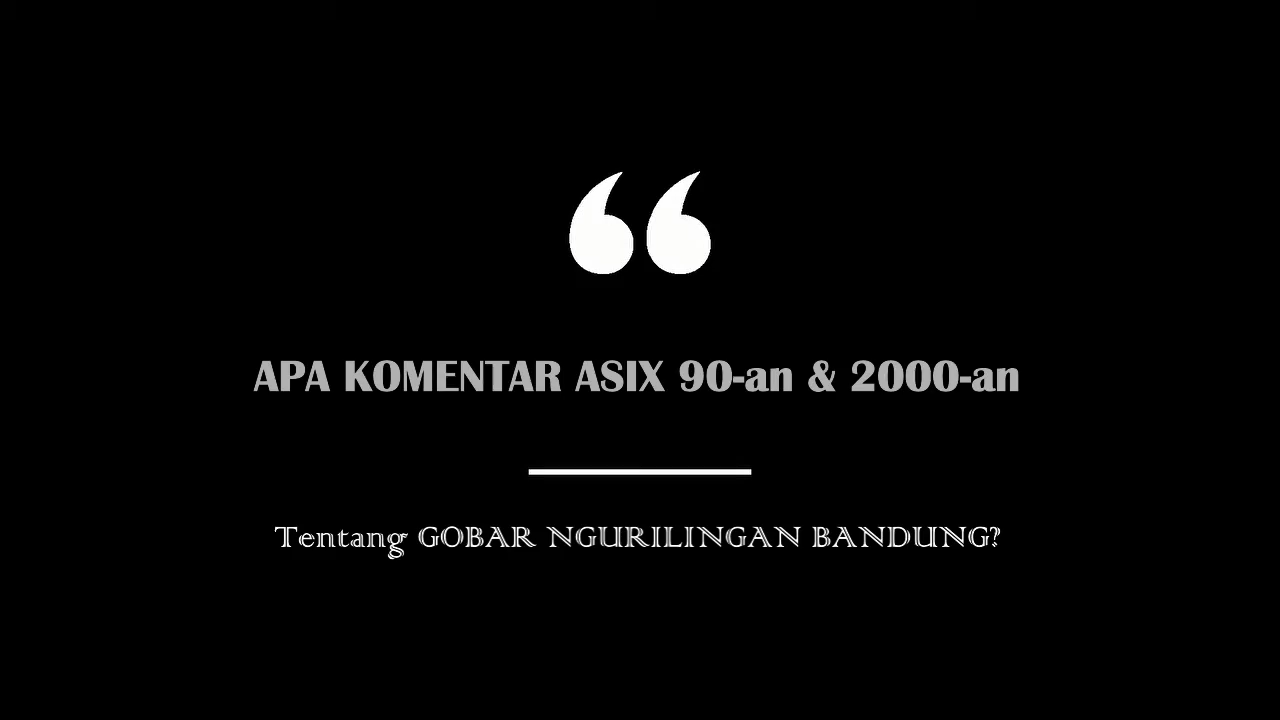 “
APA KOMENTAR ASIX 90-an & 2000-an
Tentang GOBAR NGURILINGAN BANDUNG?